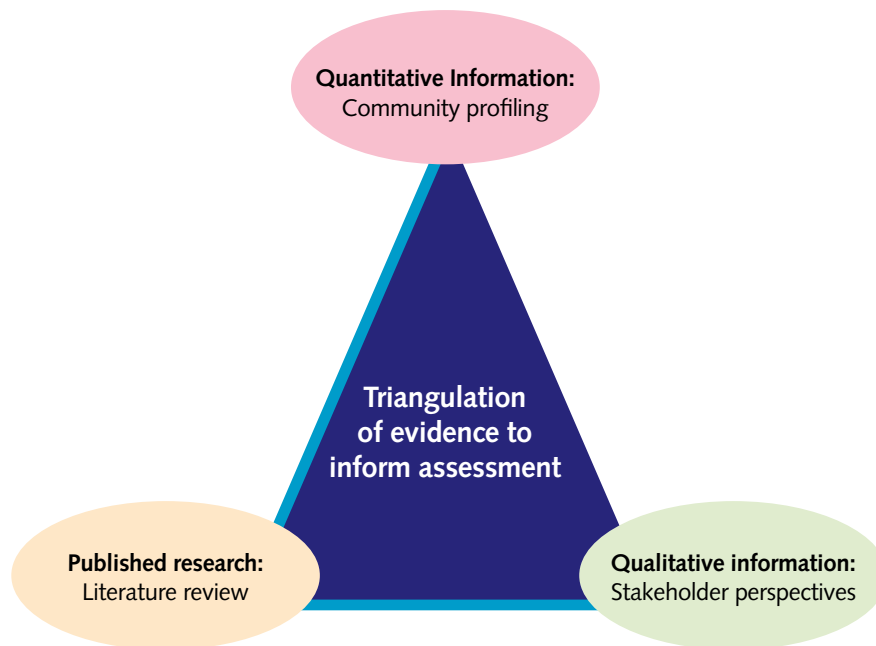 Quantitative Information:
Community profiling
Triangulation
of evidence to
inform assessment
Published research:
Literature review
Qualitative information:
Stakeholder perspectives